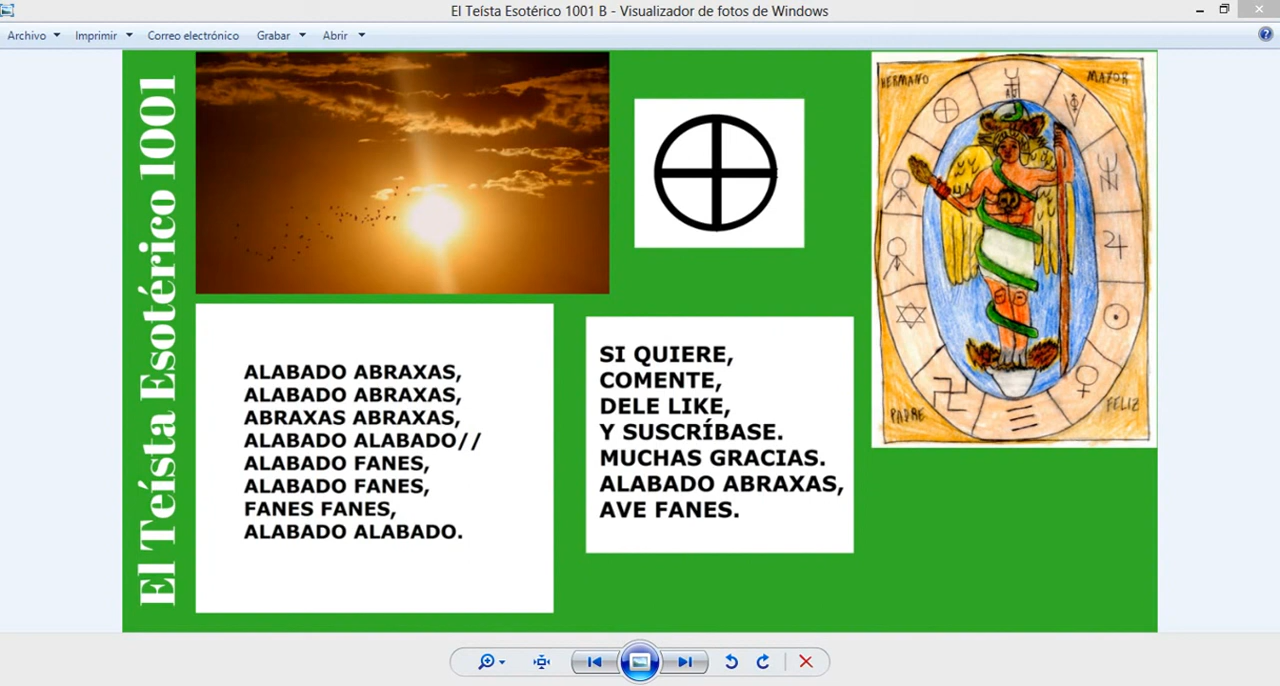 El Teísta Esotérico 1001 B - Visualizador de fotos de Windows
Archivo
Imprimir
Correo electrónico
Grabar
Abrir
El Teísta Esotérico 1001
HERMANO
MAYOR
PADRE
FELIZ
ALABADO ABRAXAS,
ALABADO ABRAXAS,
ABRAXAS ABRAXAS,
ALABADO ALABADO//
ALABADO FANES,
ALABADO FANES,
FANES FANES,
ALABADO ALABADO.
SI QUIERE,
COMENTE,
DELE LIKE,
Y SUSCRÍBASE.
MUCHAS GRACIAS.
ALABADO ABRAXAS,
AVE FANES.